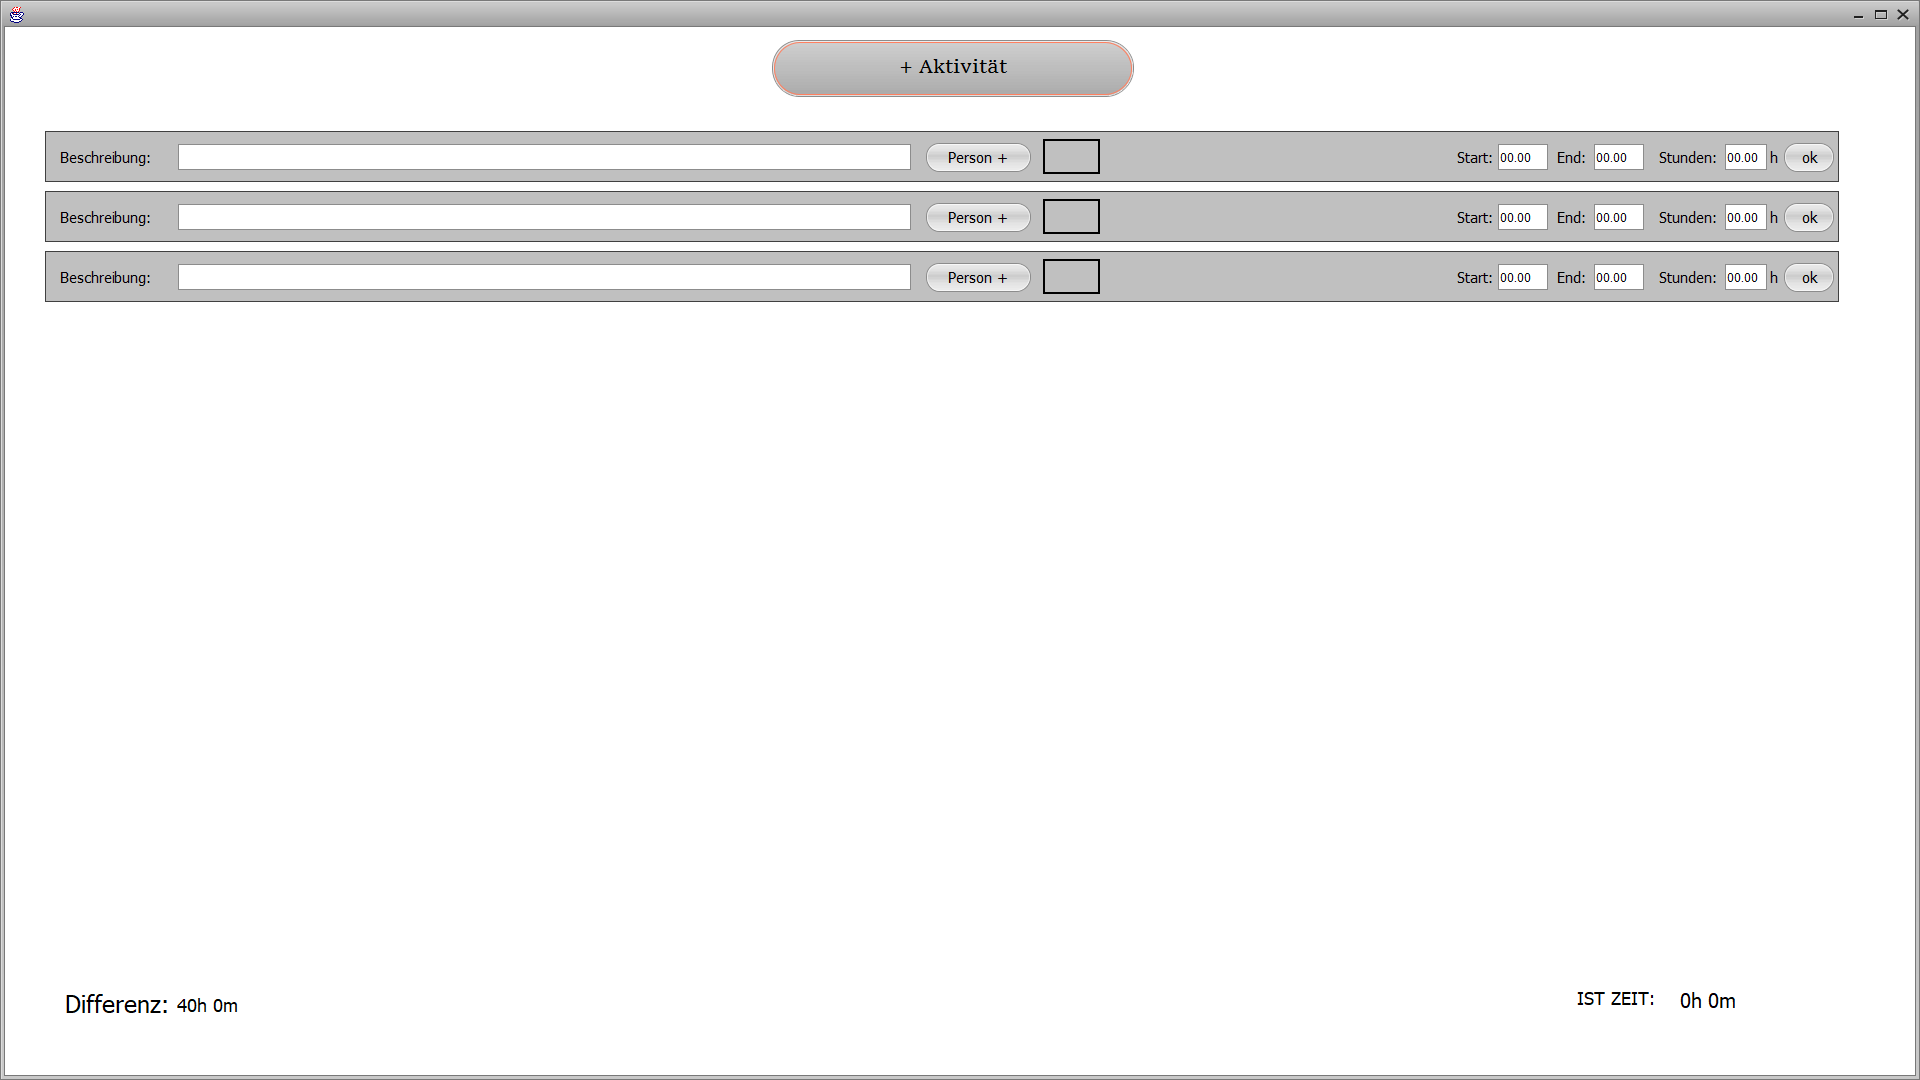 + Aktivität
Beschreibung: Person + Start: 00.00 End: 00.00 Stunden: 00.00 h ok
Beschreibung: Person + Start: 00.00 End: 00.00 Stunden: 00.00 h ok
Beschreibung: Person + Start: 00.00 End: 00.00 Stunden: 00.00 h ok
Differenz: 40h 0m IST ZEIT: 0h 0m